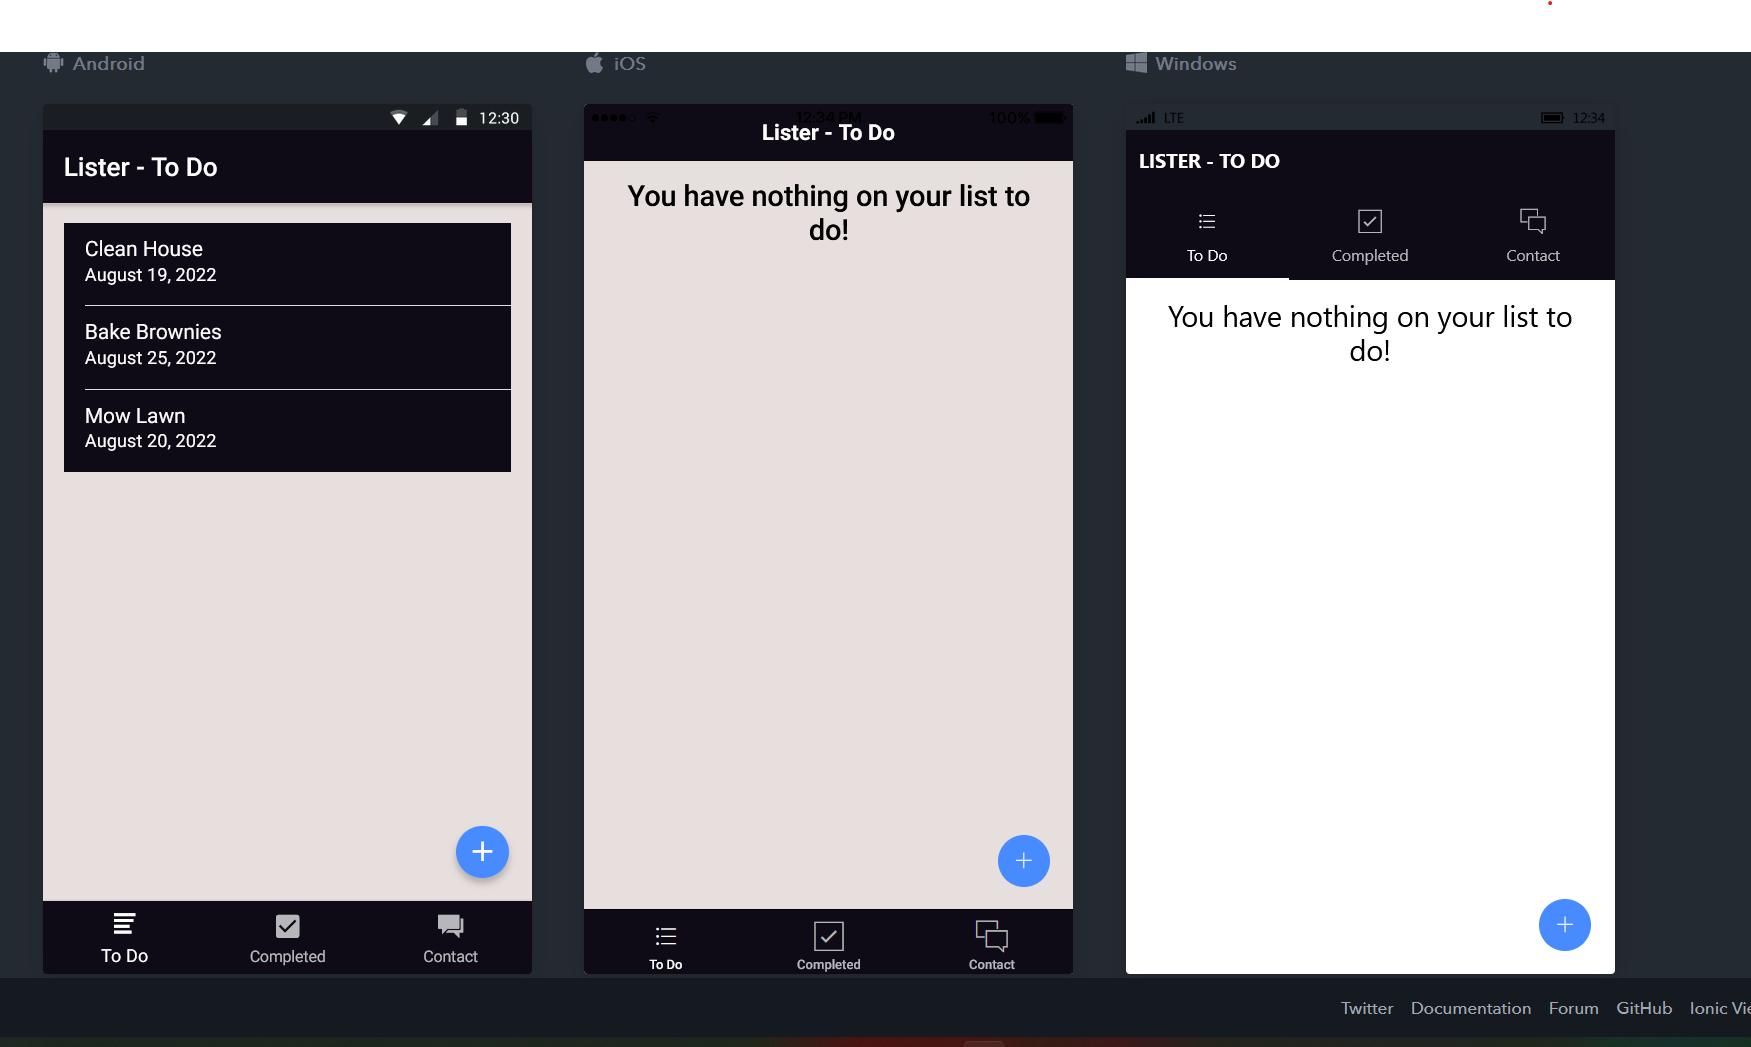 Android
12:30
Lister - To Do
Clean House
August 19, 2022
Bake Brownies
August 25, 2022
Mow Lawn
August 20, 2022
To Do
Completed
Contact
iOS
12:34 PM
100%
Lister - To Do
You have nothing on your list to
do!
To Do
Completed
Contact
Windows
LTE
12:34
LISTER - TO DO
To Do
Completed
Contact
You have nothing on your list to
do!
Twitter Documentation Forum GitHub Ionic